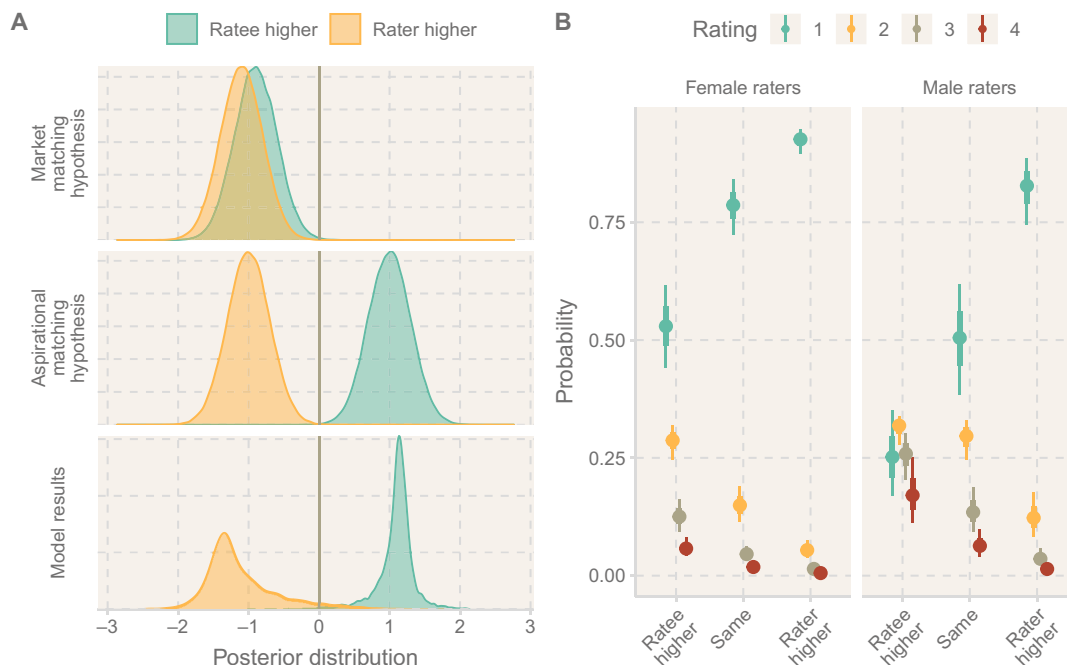 A
Ratee higher
Rater higher
Market
matching
hypothesis
Aspirational
matching
hypothesis
Model results
–3
–2
–1
0
1
2
3
Posterior distribution
B
Rating
1
2
3
4
Female raters
Male raters
Probability
0.75
0.50
0.25
0.00
Ratee
higher
Same
Rater
higher
Ratee
higher
Same
Rater
higher